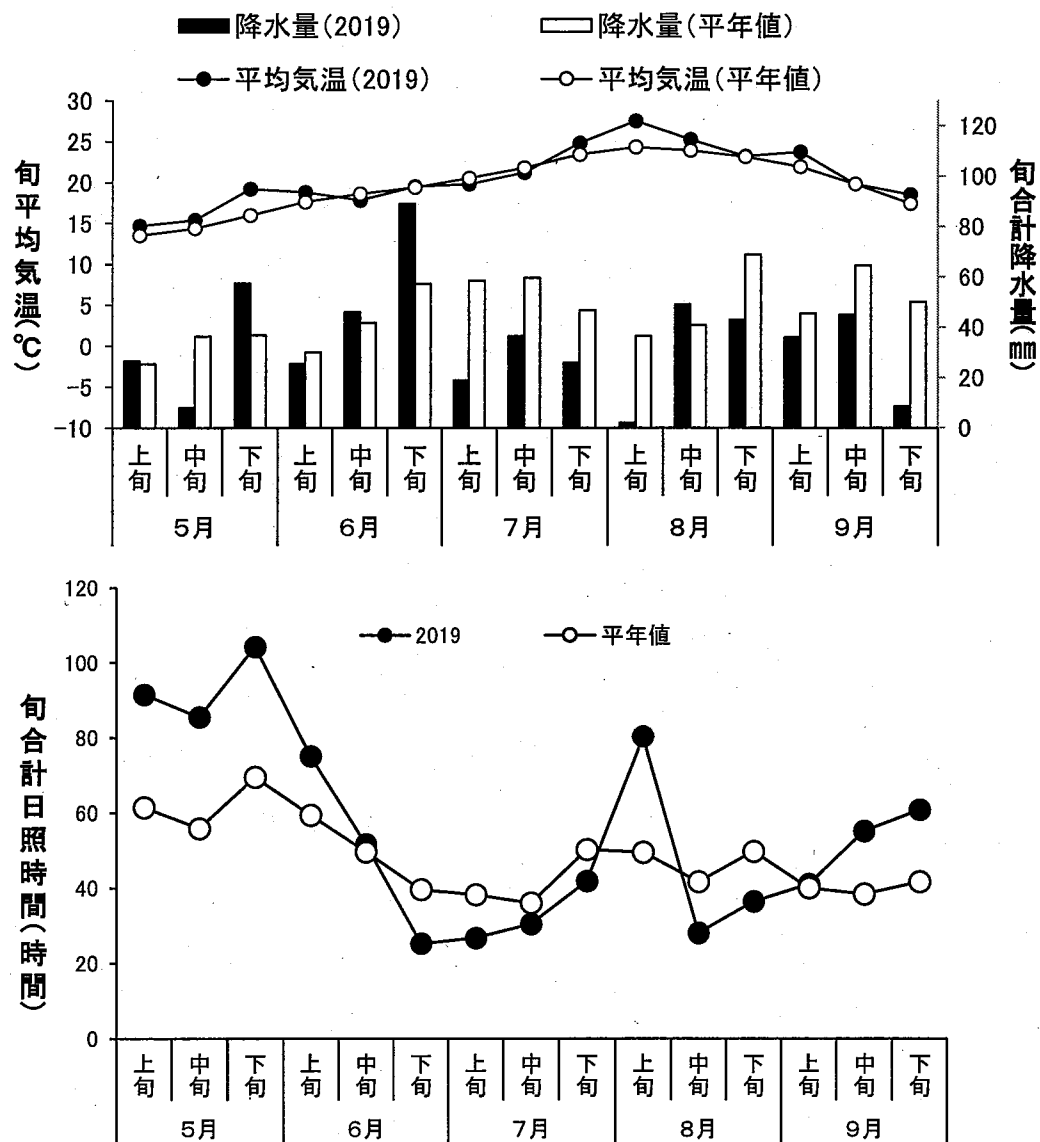 降水量(2019) 降水量(平年値)
平均気温(2019) 平均気温(平年値)
旬平均気温(℃)
30
25
20
15
10
5
0
−5
−10
旬合計降水量(㎜)
120
100
80
60
40
20
0
上旬 中旬 下旬 上旬 中旬 下旬 上旬 中旬 下旬 上旬 中旬 下旬 上旬 中旬 下旬
5月 6月 7月 8月 9月
2019 平年値
旬合計日照時間(時間)
120
100
80
60
40
20
0
上旬 中旬 下旬 上旬 中旬 下旬 上旬 中旬 下旬 上旬 中旬 下旬 上旬 中旬 下旬
5月 6月 7月 8月 9月